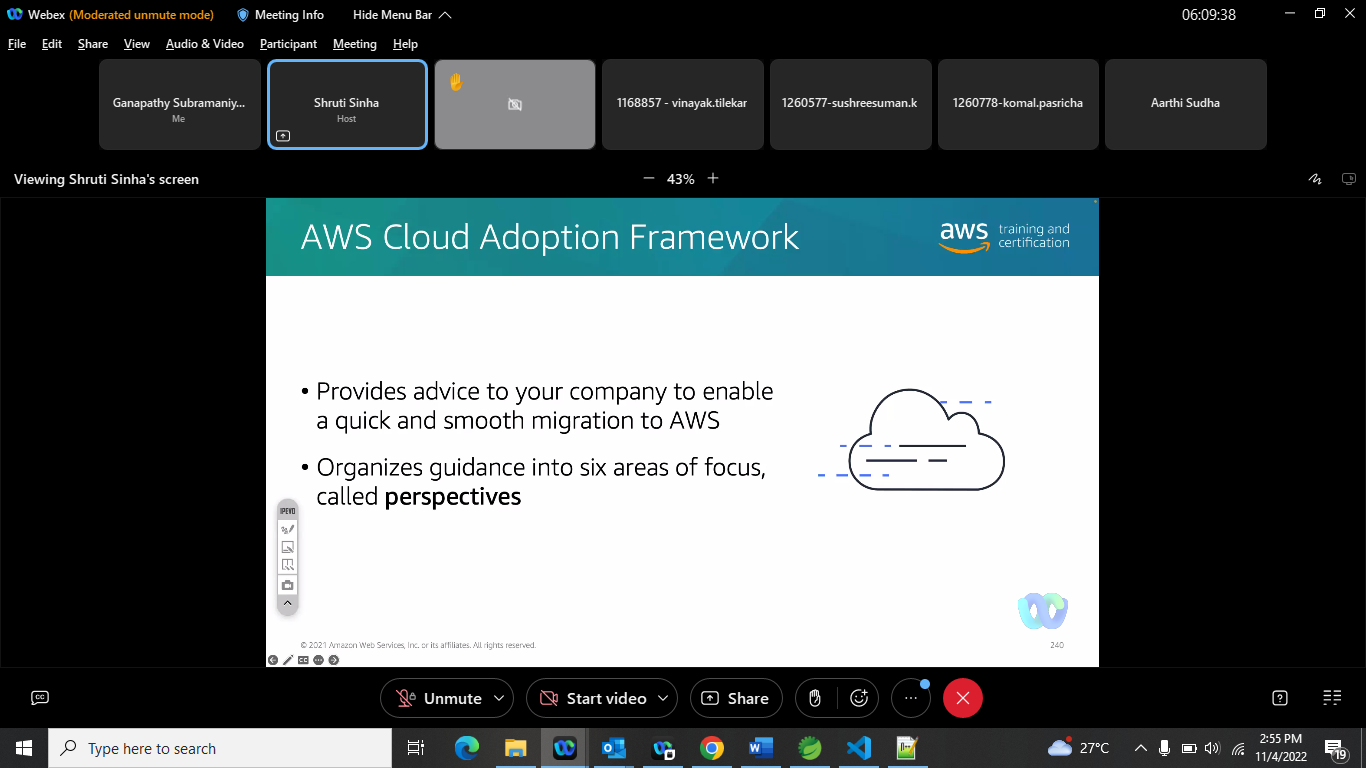 Webex (Moderated unmute mode) Meeting Info Hide Menu Bar 06:09:38
File Edit Share View Audio & Video Participant Meeting Help
Ganapathy Subramaniy...
Me
Shruti Sinha
Host
1168857 - vinayak.tilekar
1260577-sushreesuman.k
1260778-komal.pasricha
Aarthi Sudha
Viewing Shruti Sinha's screen
43%
AWS Cloud Adoption Framework
aws training and
certification
• Provides advice to your company to enable
a quick and smooth migration to AWS
• Organizes guidance into six areas of focus,
called perspectives
IPEVO
© 2021 Amazon Web Services, Inc. or its affiliates. All rights reserved.
240
CC
CC
Unmute
Start video
Share
Type here to search
27°C
2:55 PM
11/4/2022
19